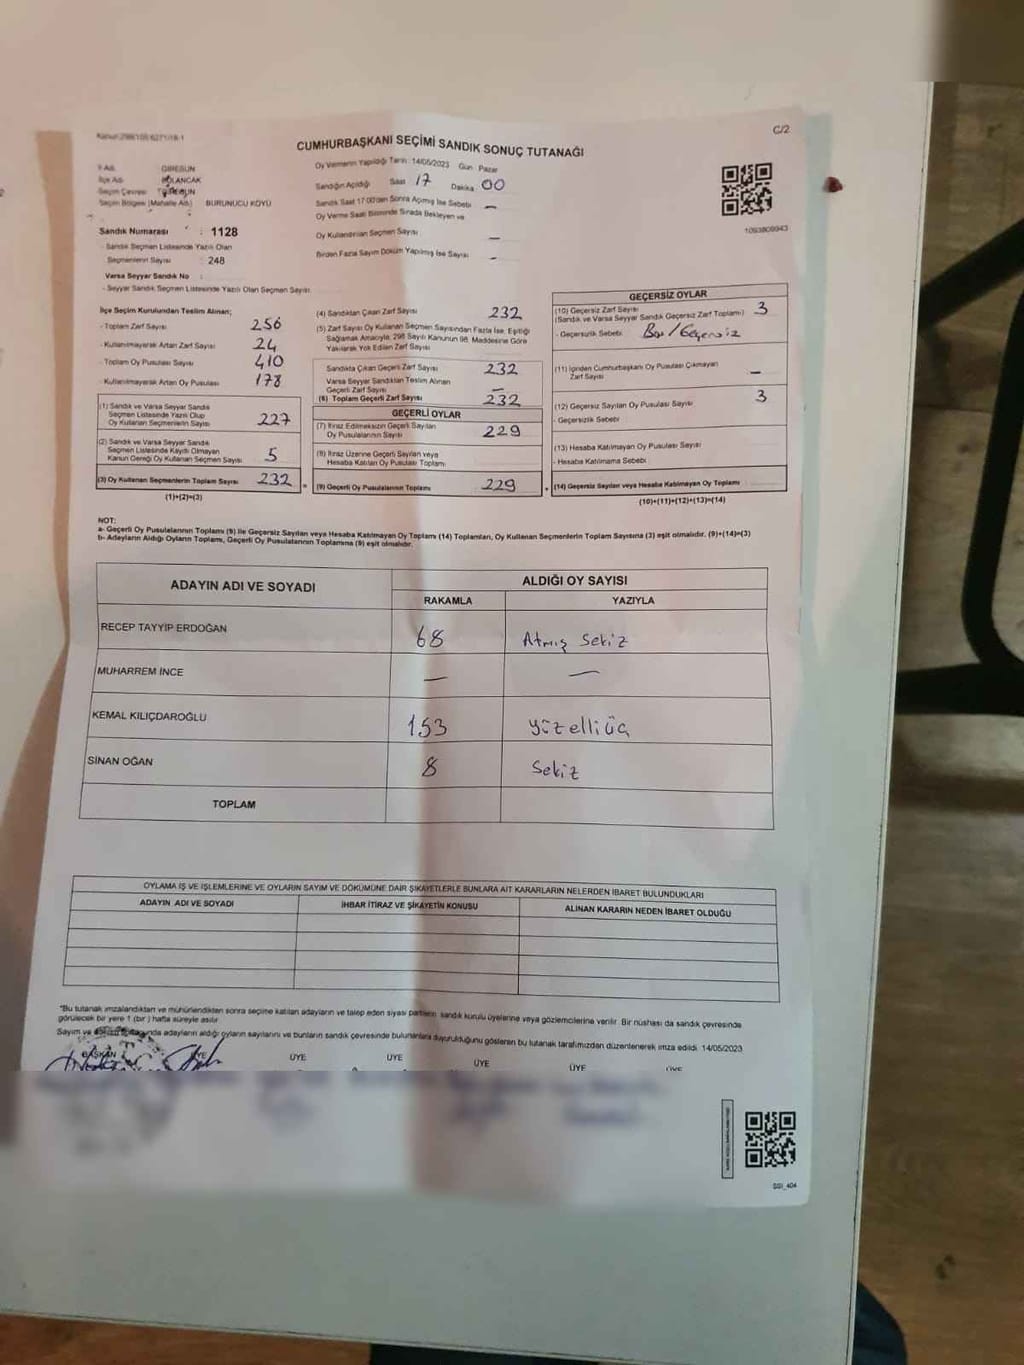 Kanun:298/105 6271/18-1
C/2
CUMHURBAŞKANI SEÇİMİ SANDIK SONUÇ TUTANAĞI
İl Adı GİRESUN
İlçe Adı BULANCAK
Seçim Çevresi GİRESUN
Seçim Bölgesi (Mahalle Adı) BURUNUCU KÖYÜ
Sandık Numarası : 1128
- Sandık Seçmen Listesinde Yazılı Olan
Seçmenlerin Sayısı : 248
Varsa Seyyar Sandık No :
- Seyyar Sandık Seçmen Listesinde Yazılı Olan Seçmen Sayısı
Oy Vermenin Yapıldığı Tarih 14/05/2023 Gün Pazar
Sandığın Açıldığı Saat 17 Dakika 00
Sandık Saat 17:00'den Sonra Açılmış İse Sebebi —
Oy Verme Saati Bitiminde Sırada Bekleyen ve
Oy Kullandırılan Seçmen Sayısı —
Birden Fazla Sayım Döküm Yapılmış İse Sayısı -
1093809943
İlçe Seçim Kurulundan Teslim Alınan;
- Toplam Zarf Sayısı 256
- Kullanılmayarak Artan Zarf Sayısı 24
- Toplam Oy Pusulası Sayısı 410
- Kullanılmayarak Artan Oy Pusulası 178
(1) Sandık ve Varsa Seyyar Sandık
Seçmen Listesinde Yazılı Olup
Oy Kullanan Seçmenlerin Sayısı 227
(2) Sandık ve Varsa Seyyar Sandık
Seçmen Listesinde Kaydı Olmayan
Kanun Gereği Oy Kullanan Seçmen Sayısı 5
(3) Oy Kullanan Seçmenlerin Toplam Sayısı 232
(1)+(2)=(3)
(4) Sandıktan Çıkan Zarf Sayısı 232
(5) Zarf Sayısı Oy Kullanan Seçmen Sayısından Fazla İse, Eşitliği
Sağlamak Amacıyla; 298 Sayılı Kanunun 98. Maddesine Göre
Yakılarak Yok Edilen Zarf Sayısı
Sandıkta Çıkan Geçerli Zarf Sayısı 232
Varsa Seyyar Sandıktan Teslim Alınan
Geçerli Zarf Sayısı —
(6) Toplam Geçerli Zarf Sayısı 232
GEÇERLİ OYLAR
(7) İtiraz Edilmeksizin Geçerli Sayılan
Oy Pusulalarının Sayısı 229
(8) İtiraz Üzerine Geçerli Sayılan veya
Hesaba Katılan Oy Pusulası Toplamı
(9) Geçerli Oy Pusulalarının Toplamı 229
GEÇERSİZ OYLAR
(10) Geçersiz Zarf Sayısı 3
(Sandık ve Varsa Seyyar Sandık Geçersiz Zarf Toplamı)
- Geçersizlik Sebebi Boş/Geçersiz
(11) İçinden Cumhurbaşkanı Oy Pusulası Çıkmayan
Zarf Sayısı —
(12) Geçersiz Sayılan Oy Pusulası Sayısı 3
- Geçersizlik Sebebi
(13) Hesaba Katılmayan Oy Pusulası Sayısı
- Hesaba Katılmama Sebebi
(14) Geçersiz Sayılan veya Hesaba Katılmayan Oy Toplamı
(10)+(11)+(12)+(13)=(14)
NOT:
a- Geçerli Oy Pusulalarının Toplamı (9) ile Geçersiz Sayılan veya Hesaba Katılmayan Oy Toplamı (14) Toplamları, Oy Kullanan Seçmenlerin Toplam Sayısına (3) eşit olmalıdır. (9)+(14)=(3)
b- Adayların Aldığı Oyların Toplamı, Geçerli Oy Pusulalarının Toplamına (9) eşit olmalıdır.
ADAYIN ADI VE SOYADI
ALDIĞI OY SAYISI
RAKAMLA YAZIYLA
RECEP TAYYİP ERDOĞAN 68 Atmış Sekiz
MUHARREM İNCE — —
KEMAL KILIÇDAROĞLU 153 Yüzelliüç
SİNAN OĞAN 8 Sekiz
TOPLAM
OYLAMA İŞ VE İŞLEMLERİNE VE OYLARIN SAYIM VE DÖKÜMÜNE DAİR ŞİKAYETLERLE BUNLARA AİT KARARLARIN NELERDEN İBARET BULUNDUKLARI
ADAYIN ADI VE SOYADI İHBAR İTİRAZ VE ŞİKAYETİN KONUSU ALINAN KARARIN NEDEN İBARET OLDUĞU
*Bu tutanak imzalandıktan ve mühürlendikten sonra seçime katılan adayların ve talep eden siyasi partilerin sandık kurulu üyelerine veya gözlemcilerine verilir. Bir nüshası da sandık çevresinde
görülecek bir yere 1 (bir) hafta süreyle asılır.
Sayım ve adayların aldığı oyların sayılarını ve bunların sandık çevresinde bulunanlara duyurulduğunu gösteren bu tutanak tarafımızdan düzenlenerek imza edildi. 14/05/2023
BAŞKAN ÜYE ÜYE ÜYE ÜYE ÜYE ÜYE
SSI_404